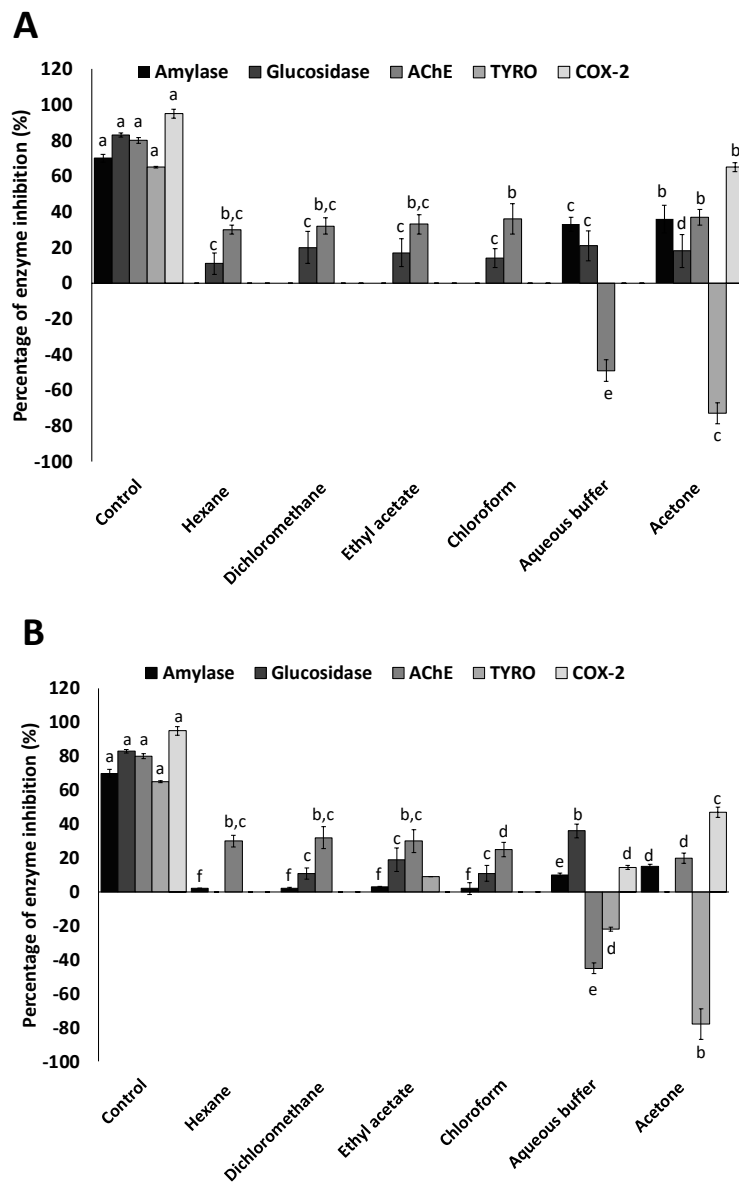 A
Amylase Glucosidase AChE TYRO COX-2
Percentage of enzyme inhibition (%)
120
100
80
60
40
20
0
-20
-40
-60
-80
-100
a a a a a
c b,c
c b,c
c b,c
c b
c c e
b d b c b
Control
Hexane
Dichloromethane
Ethyl acetate
Chloroform
Aqueous buffer
Acetone
B
Amylase Glucosidase AChE TYRO COX-2
Percentage of enzyme inhibition (%)
120
100
80
60
40
20
0
-20
-40
-60
-80
-100
a a a a a
f b,c
f c b,c
f c b,c
f c d
e b e d d
d d b c
Control
Hexane
Dichloromethane
Ethyl acetate
Chloroform
Aqueous buffer
Acetone